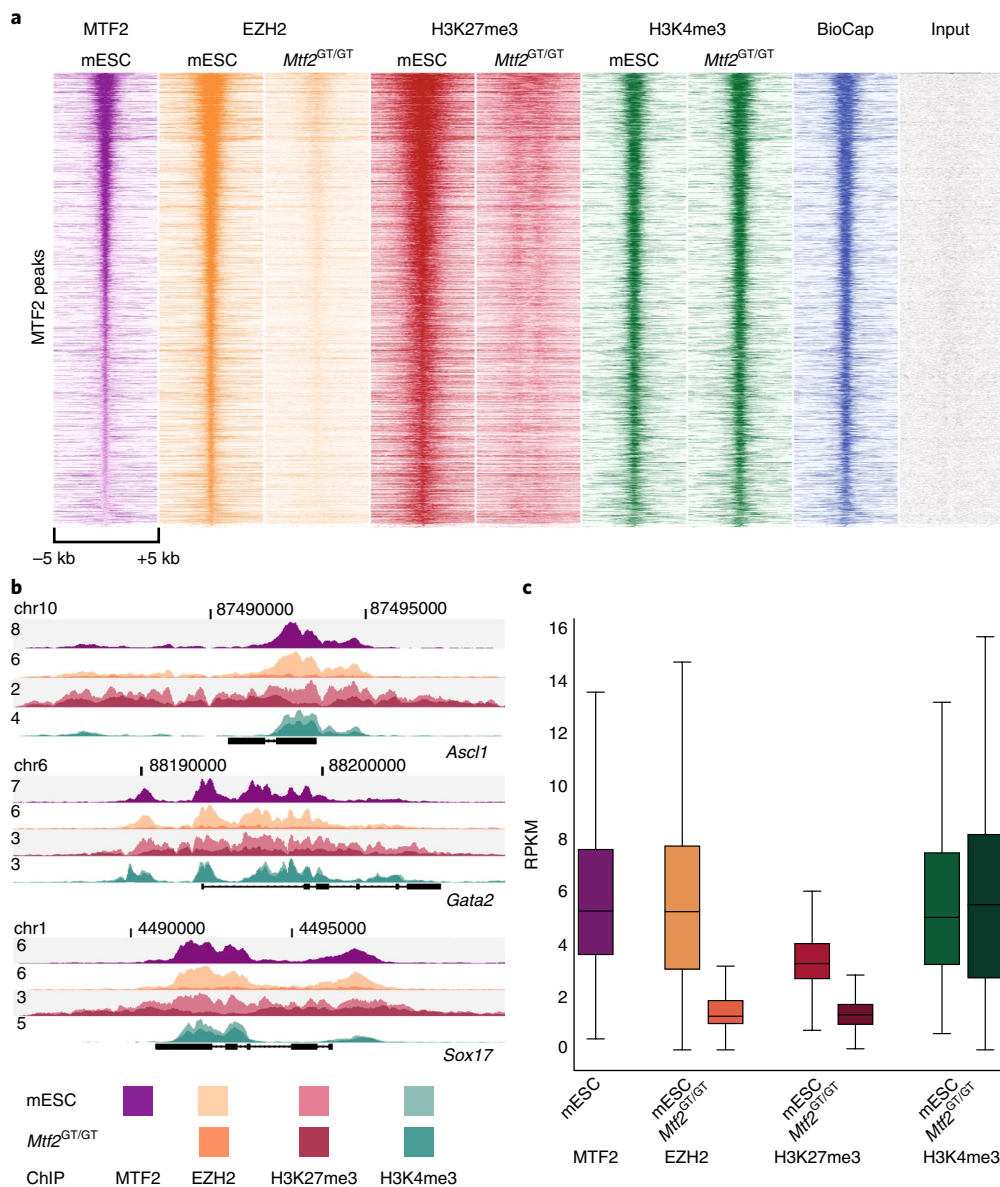 a
MTF2 EZH2 H3K27me3 H3K4me3 BioCap Input
mESC mESC Mtf2GT/GT mESC Mtf2GT/GT mESC Mtf2GT/GT
MTF2 peaks
–5 kb +5 kb
b
chr10 87490000 87495000
8
6
2
4
Ascl1
chr6 88190000 88200000
7
6
3
3
Gata2
chr1 4490000 4495000
6
6
3
5
Sox17
mESC
Mtf2GT/GT
ChIP MTF2 EZH2 H3K27me3 H3K4me3
c
RPKM
16
14
12
10
8
6
4
2
0
mESC mESC Mtf2GT/GT mESC Mtf2GT/GT mESC Mtf2GT/GT
MTF2 EZH2 H3K27me3 H3K4me3